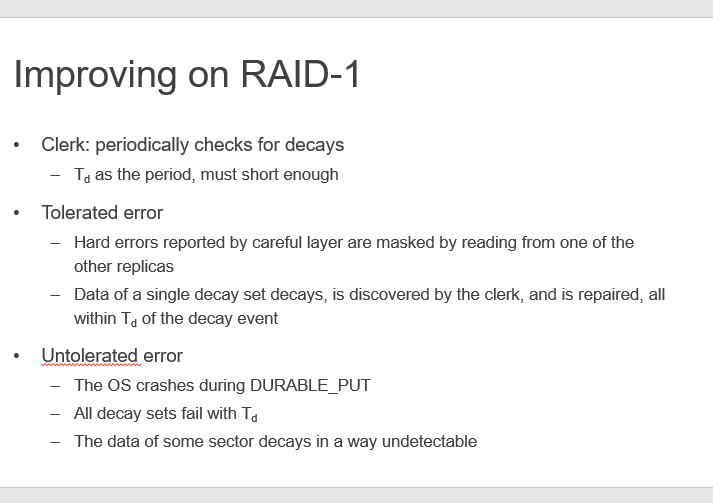 Improving on RAID-1
• Clerk: periodically checks for decays
– Td as the period, must short enough
• Tolerated error
– Hard errors reported by careful layer are masked by reading from one of the
other replicas
– Data of a single decay set decays, is discovered by the clerk, and is repaired, all
within Td of the decay event
• Untolerated error
– The OS crashes during DURABLE_PUT
– All decay sets fail with Td
– The data of some sector decays in a way undetectable